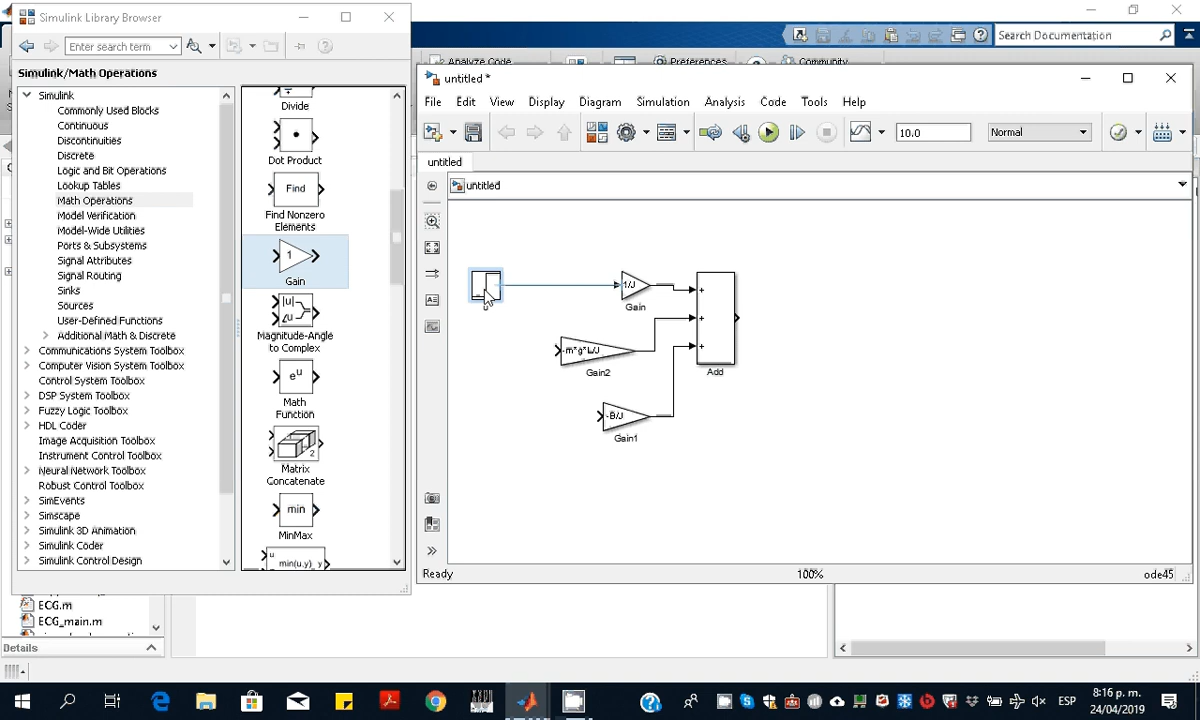 Simulink Library Browser
Enter search term
Simulink/Math Operations
Simulink
Commonly Used Blocks
Continuous
Discontinuities
Discrete
Logic and Bit Operations
Lookup Tables
Math Operations
Model Verification
Model-Wide Utilities
Ports & Subsystems
Signal Attributes
Signal Routing
Sinks
Sources
User-Defined Functions
Additional Math & Discrete
Communications System Toolbox
Computer Vision System Toolbox
Control System Toolbox
DSP System Toolbox
Fuzzy Logic Toolbox
HDL Coder
Image Acquisition Toolbox
Instrument Control Toolbox
Neural Network Toolbox
Robust Control Toolbox
SimEvents
Simscape
Simulink 3D Animation
Simulink Coder
Simulink Control Design
Divide
Dot Product
Find
Find Nonzero
Elements
1
Gain
|u|
∠u
Magnitude-Angle
to Complex
e^u
Math
Function
2
Matrix
Concatenate
min
MinMax
u
min(u,y) y
Search Documentation
Analyze Code
Preferences
Community
untitled *
File Edit View Display Diagram Simulation Analysis Code Tools Help
10.0
Normal
untitled
untitled
1/J
Gain
-m*g*L/J
Gain2
-B/J
Gain1
+
+
+
Add
Ready
100%
ode45
ECG.m
ECG_main.m
Details
ESP
8:16 p. m.
24/04/2019